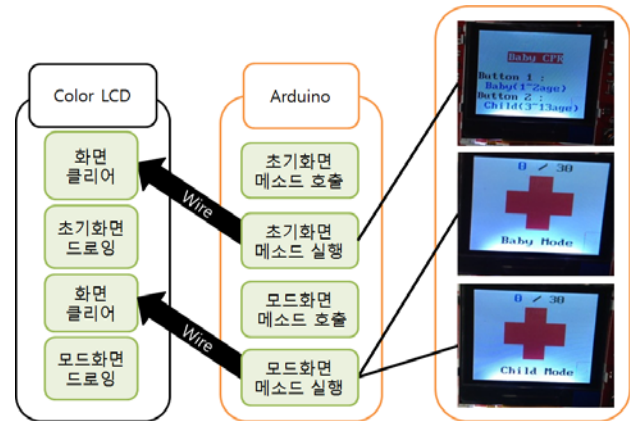 Color LCD
화면
클리어
초기화면
드로잉
화면
클리어
모드화면
드로잉
Wire
Wire
Arduino
초기화면
메소드 호출
초기화면
메소드 실행
모드화면
메소드 호출
모드화면
메소드 실행
Baby CPR
Button 1 :
Baby(1~2age)
Button 2 :
Child(3~13age)
0 / 30
Baby Mode
0 / 30
Child Mode